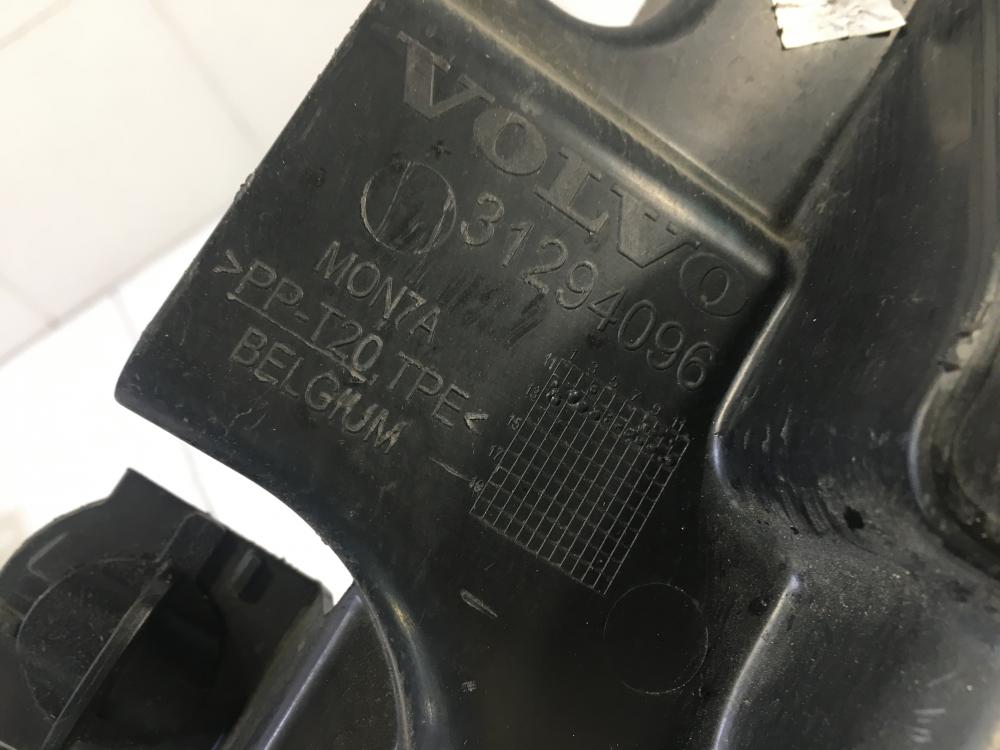 VOLVO
31294096
MON7A
>PP-T20,TPE<
BELGIUM